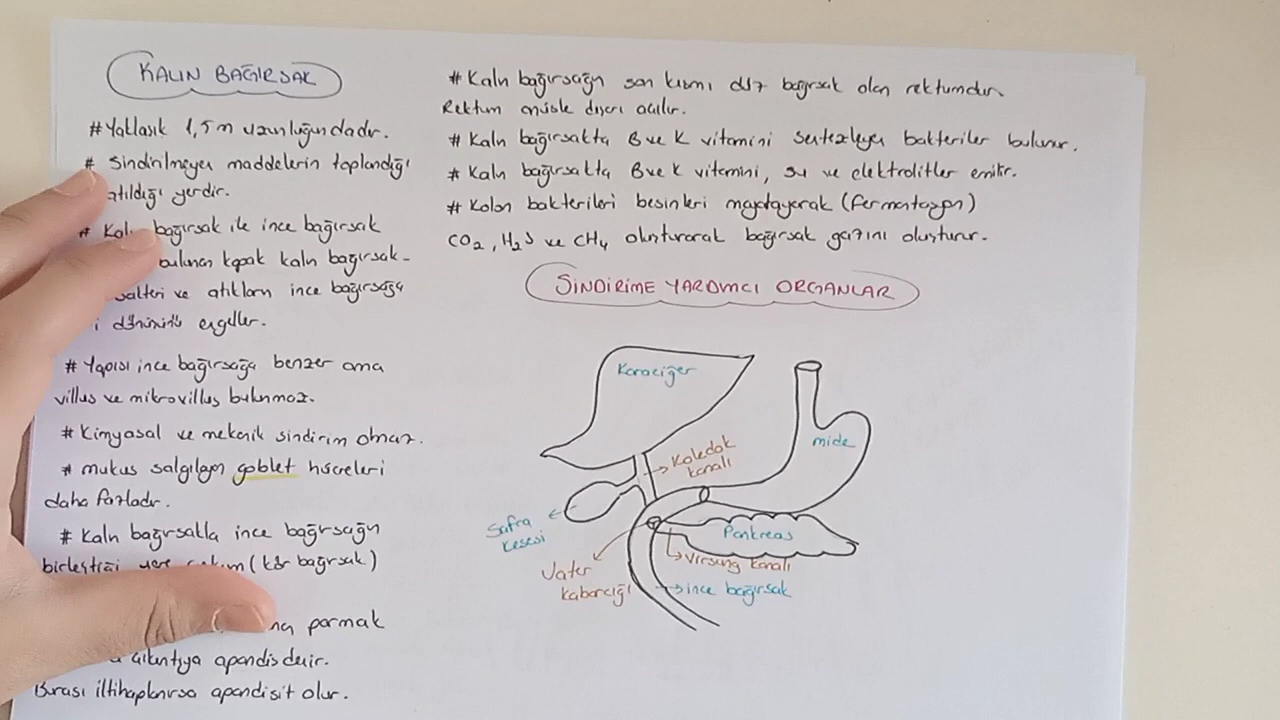 KALIN BAĞIRSAK
# Yaklaşık 1,5 m uzunluğundadır.
# Sindirilmeyen maddelerin toplandığı
atıldığı yerdir.
# Kalın bağırsak ile ince bağırsak
bulunan kapak kalın bağırsak-
ve atıkların ince bağırsağa
dönüşünü engeller.
# Yapısı ince bağırsağa benzer ama
villus ve mikrovillus bulunmaz.
# Kimyasal ve mekanik sindirim olmaz.
# mukus salgılayan goblet hücreleri
daha fazladır.
# Kalın bağırsakla ince bağırsağın
birleştiği yere (kör bağırsak)
parmak
çıkıntıya apandis denir.
Burası iltihaplanırsa apandisit olur.
# Kalın bağırsağın son kısmı düz bağırsak olan rektumdur.
Rektum anüsle dışarı açılır.
# Kalın bağırsakta B ve K vitamini sentezleyen bakteriler bulunur.
# Kalın bağırsakta B ve K vitamini, su ve elektrolitler emilir.
# Kolon bakterileri besinleri mayalayarak (fermantasyon)
CO₂, H₂S ve CH₄ oluşturarak bağırsak gazını oluşturur.
SİNDİRİME YARDIMCI ORGANLAR
Karaciğer
mide
Koledok
kanalı
Safra
kesesi
Pankreas
Virsung kanalı
Vater
kabarcığı
ince bağırsak